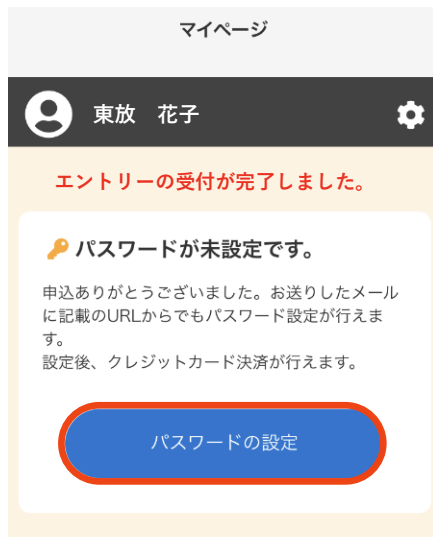 マイページ
東放　花子
エントリーの受付が完了しました。
パスワードが未設定です。
申込ありがとうございました。お送りしたメール
に記載のURLからでもパスワード設定が行えま
す。
設定後、クレジットカード決済が行えます。
パスワードの設定